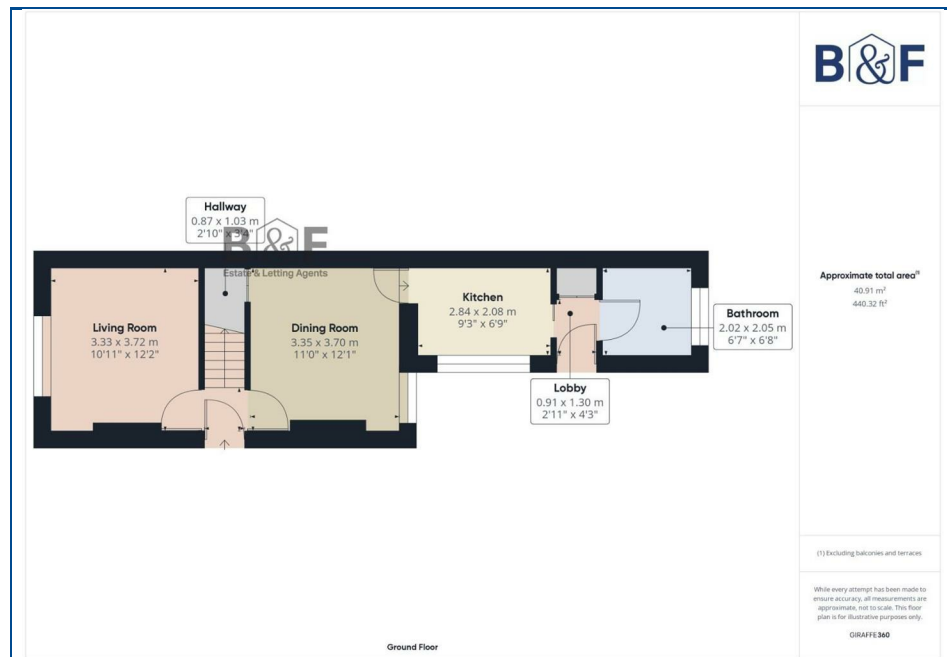 B&F
Hallway
0.87 x 1.03 m
2'10" x 3'4"
B&F
Estate & Letting Agents
Living Room
3.33 x 3.72 m
10'11" x 12'2"
Dining Room
3.35 x 3.70 m
11'0" x 12'1"
Kitchen
2.84 x 2.08 m
9'3" x 6'9"
Bathroom
2.02 x 2.05 m
6'7" x 6'8"
Lobby
0.91 x 1.30 m
2'11" x 4'3"
Ground Floor
Approximate total area(1)
40.91 m²
440.32 ft²
(1) Excluding balconies and terraces
While every attempt has been made to
ensure accuracy, all measurements are
approximate, not to scale. This floor
plan is for illustrative purposes only.
GIRAFFE360